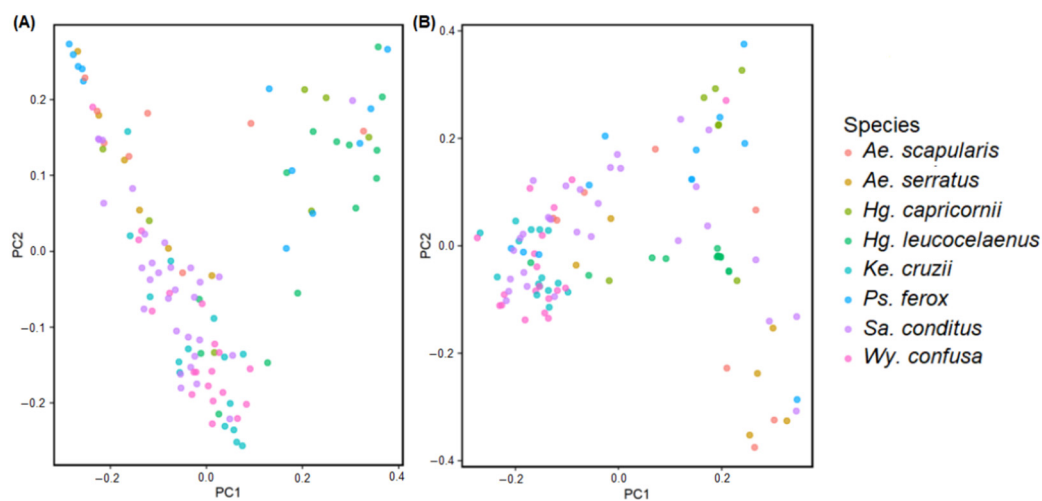 (A)
(B)
0.2
0.1
0.0
−0.1
−0.2
PC2
−0.2
0.0
0.2
0.4
PC1
0.4
0.2
0.0
−0.2
−0.4
PC2
−0.2
0.0
0.2
PC1
Species
Ae. scapularis
Ae. serratus
Hg. capricornii
Hg. leucocelaenus
Ke. cruzii
Ps. ferox
Sa. conditus
Wy. confusa